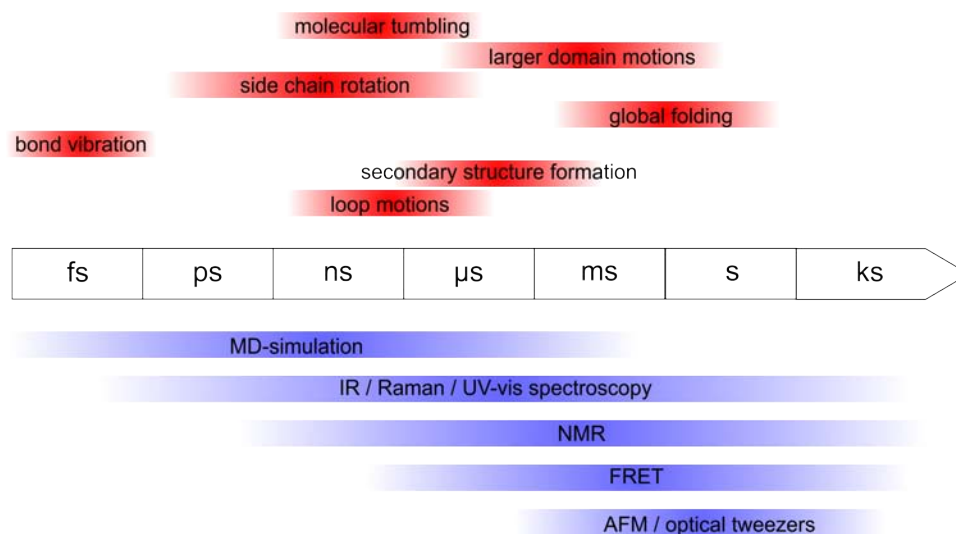 molecular tumbling
larger domain motions
side chain rotation
global folding
bond vibration
secondary structure formation
loop motions
fs ps ns µs ms s ks
MD-simulation
IR / Raman / UV-vis spectroscopy
NMR
FRET
AFM / optical tweezers